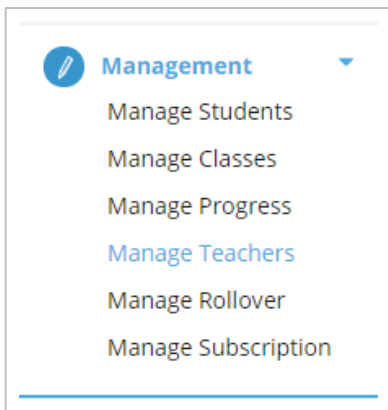 Management
Manage Students
Manage Classes
Manage Progress
Manage Teachers
Manage Rollover
Manage Subscription